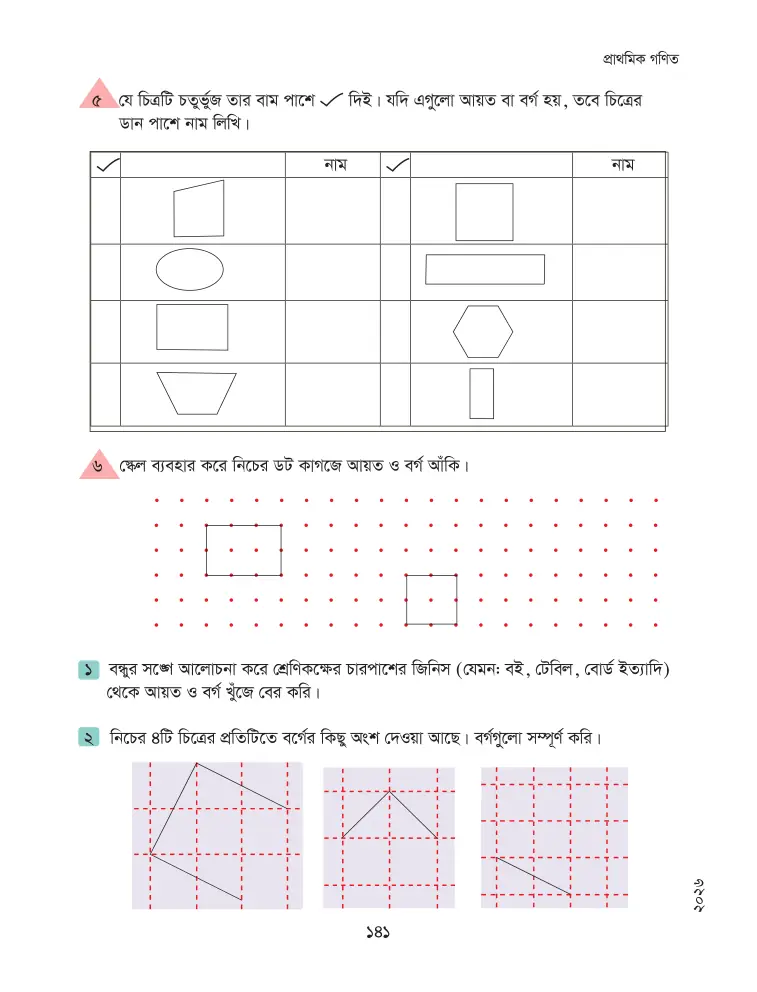 প্রাথমিক গণিত
৫ যে চিত্রটি চতুর্ভুজ তার বাম পাশে ✓ দিই। যদি এগুলো আয়ত বা বর্গ হয়, তবে চিত্রের
ডান পাশে নাম লিখি।
✓ নাম ✓ নাম
৬ স্কেল ব্যবহার করে নিচের ডট কাগজে আয়ত ও বর্গ আঁকি।
১ বন্ধুর সঙ্গে আলোচনা করে শ্রেণিকক্ষের চারপাশের জিনিস (যেমন: বই, টেবিল, বোর্ড ইত্যাদি)
থেকে আয়ত ও বর্গ খুঁজে বের করি।
২ নিচের ৪টি চিত্রের প্রতিটিতে বর্গের কিছু অংশ দেওয়া আছে। বর্গগুলো সম্পূর্ণ করি।
২০২৬
১৪১